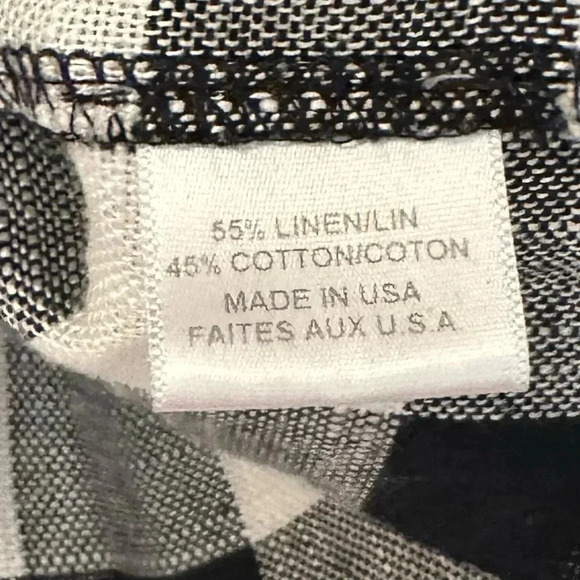 55% LINEN/LIN
45% COTTON/COTON
MADE IN USA
FAITES AUX U.S.A